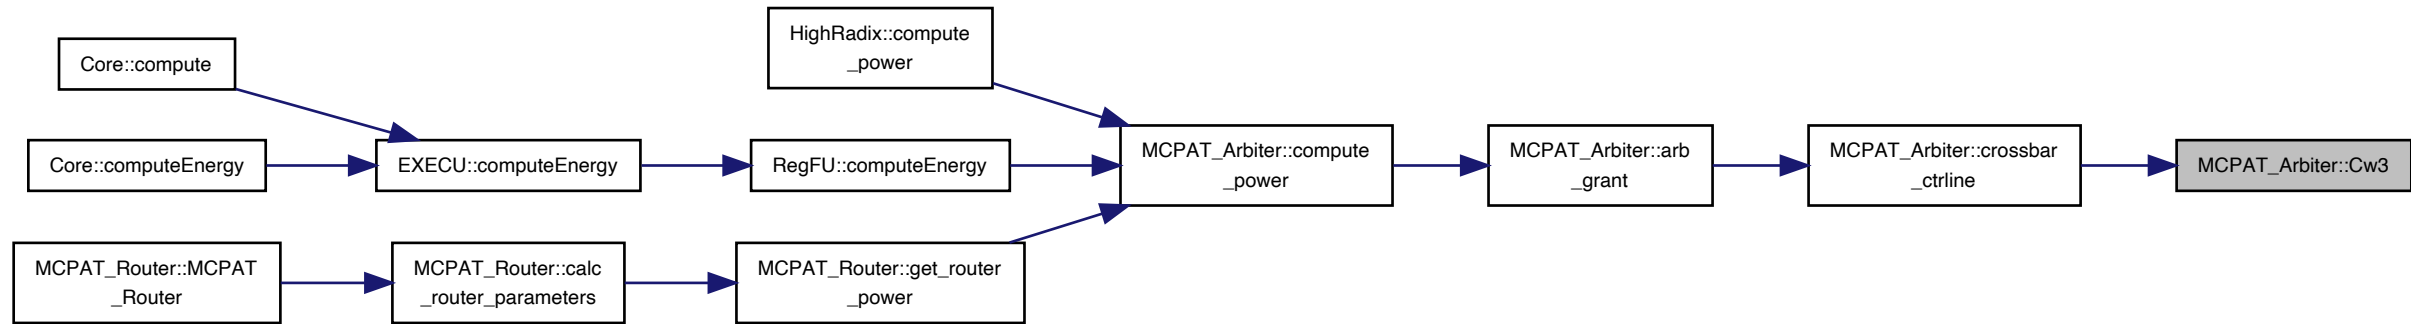 HighRadix::compute
_power
Core::compute
Core::computeEnergy
EXECU::computeEnergy
RegFU::computeEnergy
MCPAT_Arbiter::compute
_power
MCPAT_Arbiter::arb
_grant
MCPAT_Arbiter::crossbar
_ctrline
MCPAT_Arbiter::Cw3
MCPAT_Router::MCPAT
_Router
MCPAT_Router::calc
_router_parameters
MCPAT_Router::get_router
_power